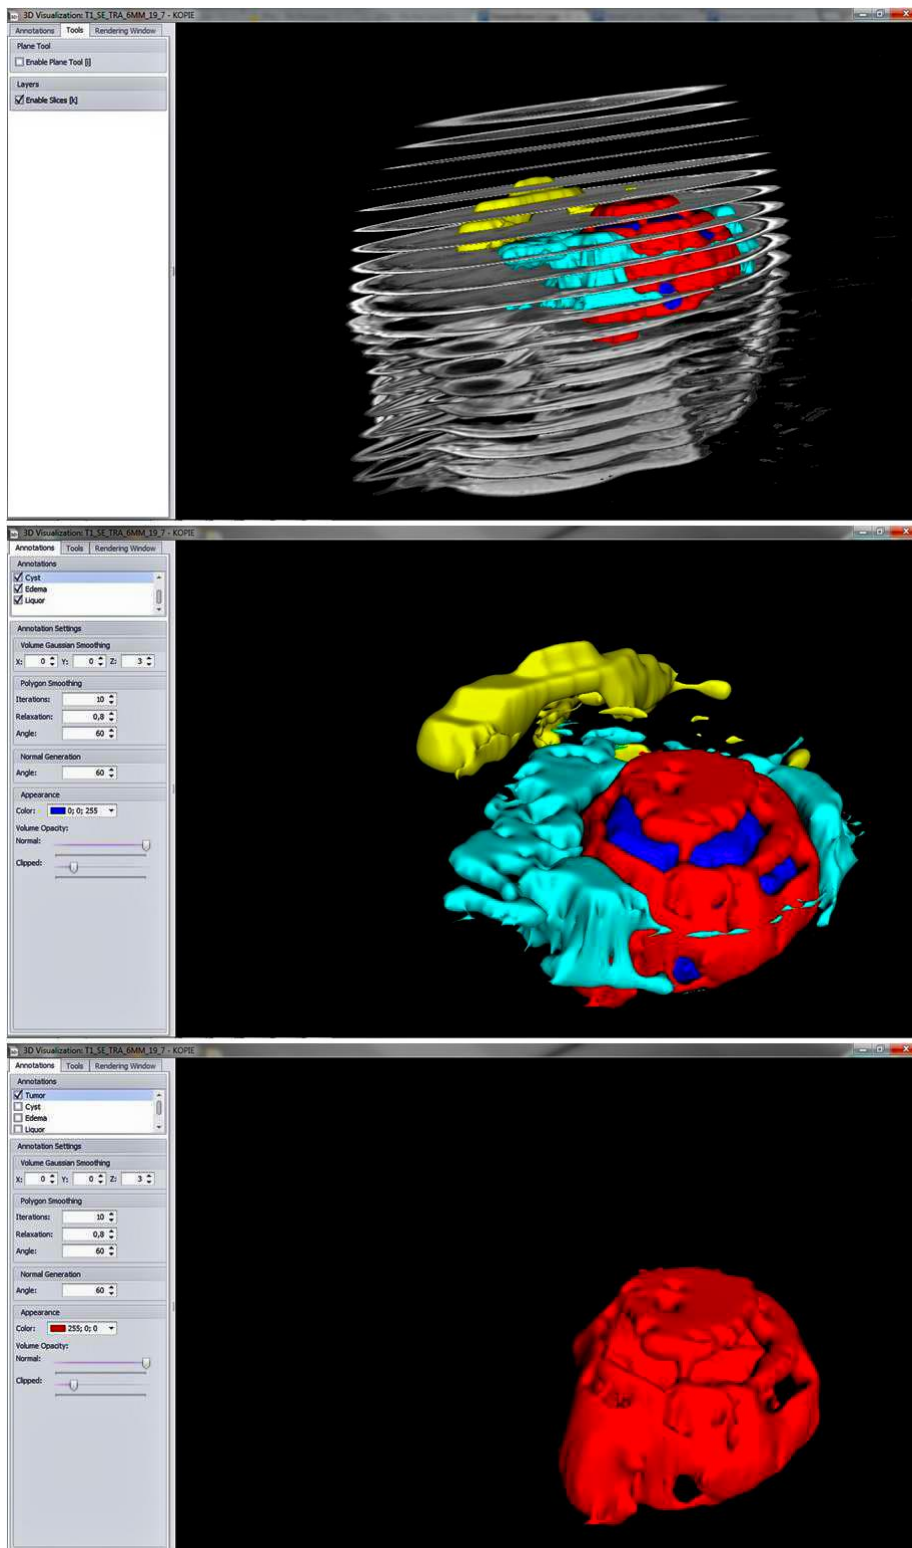 3D Visualization: T1_SE_TRA_6MM_19_7 - KOPIE
Annotations Tools Rendering Window
Plane Tool
Enable Plane Tool [i]
Layers
Enable Slices [k]
3D Visualization: T1_SE_TRA_6MM_19_7 - KOPIE
Annotations Tools Rendering Window
Annotations
Cyst
Edema
Liquor
Annotation Settings
Volume Gaussian Smoothing
X: 0 Y: 0 Z: 3
Polygon Smoothing
Iterations: 10
Relaxation: 0,8
Angle: 60
Normal Generation
Angle: 60
Appearance
Color: 0; 0; 255
Volume Opacity:
Normal:
Clipped:
3D Visualization: T1_SE_TRA_6MM_19_7 - KOPIE
Annotations Tools Rendering Window
Annotations
Tumor
Cyst
Edema
Liquor
Annotation Settings
Volume Gaussian Smoothing
X: 0 Y: 0 Z: 3
Polygon Smoothing
Iterations: 10
Relaxation: 0,8
Angle: 60
Normal Generation
Angle: 60
Appearance
Color: 255; 0; 0
Volume Opacity:
Normal:
Clipped: